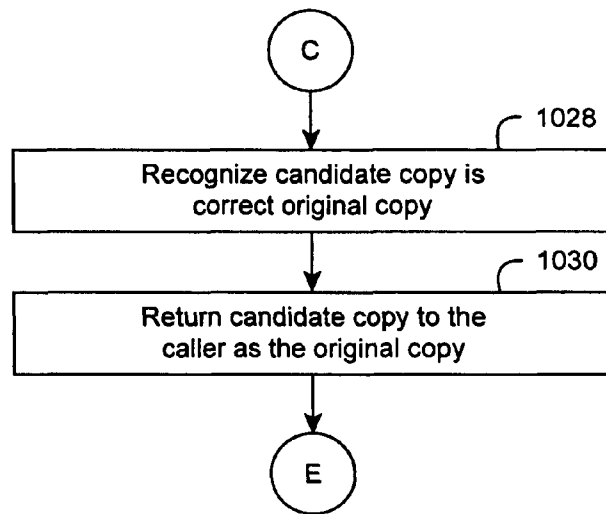 C
1028
Recognize candidate copy is
correct original copy
1030
Return candidate copy to the
caller as the original copy
E